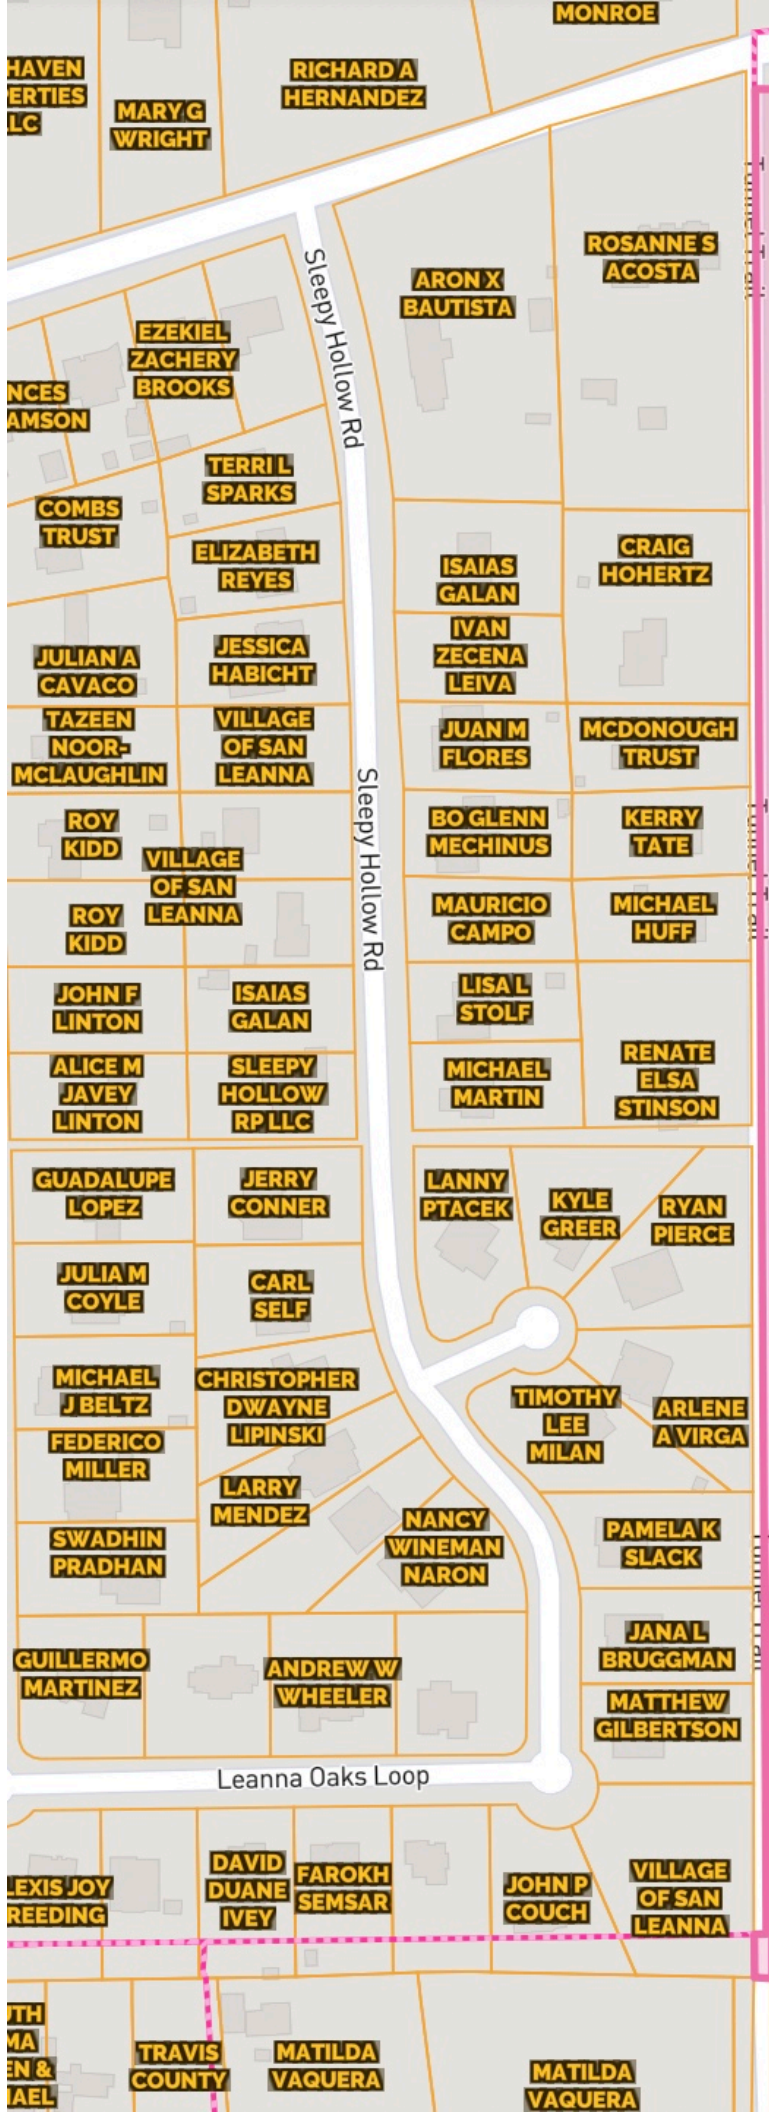 MONROE
HAVEN
ERTIES
LC
MARY G
WRIGHT
RICHARD A
HERNANDEZ
ROSANNE S
ACOSTA
ARON X
BAUTISTA
Sleepy Hollow Rd
EZEKIEL
ZACHERY
BROOKS
NCES
AMSON
TERRI L
SPARKS
COMBS
TRUST
ELIZABETH
REYES
ISAIAS
GALAN
CRAIG
HOHERTZ
JULIAN A
CAVACO
JESSICA
HABICHT
IVAN
ZECENA
LEIVA
TAZEEN
NOOR-
MCLAUGHLIN
VILLAGE
OF SAN
LEANNA
JUAN M
FLORES
MCDONOUGH
TRUST
Sleepy Hollow Rd
ROY
KIDD
VILLAGE
OF SAN
LEANNA
BO GLENN
MECHINUS
KERRY
TATE
ROY
KIDD
MAURICIO
CAMPO
MICHAEL
HUFF
JOHN F
LINTON
ISAIAS
GALAN
LISA L
STOLF
ALICE M
JAVEY
LINTON
SLEEPY
HOLLOW
RP LLC
MICHAEL
MARTIN
RENATE
ELSA
STINSON
GUADALUPE
LOPEZ
JERRY
CONNER
LANNY
PTACEK
KYLE
GREER
RYAN
PIERCE
JULIA M
COYLE
CARL
SELF
MICHAEL
J BELTZ
CHRISTOPHER
DWAYNE
LIPINSKI
TIMOTHY
LEE
MILAN
ARLENE
A VIRGA
FEDERICO
MILLER
LARRY
MENDEZ
NANCY
WINEMAN
NARON
PAMELA K
SLACK
SWADHIN
PRADHAN
JANA L
BRUGGMAN
GUILLERMO
MARTINEZ
ANDREW W
WHEELER
MATTHEW
GILBERTSON
Leanna Oaks Loop
LEXIS JOY
REEDING
DAVID
DUANE
IVEY
FAROKH
SEMSAR
JOHN P
COUCH
VILLAGE
OF SAN
LEANNA
UTH
MA
EN &
HAEL
TRAVIS
COUNTY
MATILDA
VAQUERA
MATILDA
VAQUERA